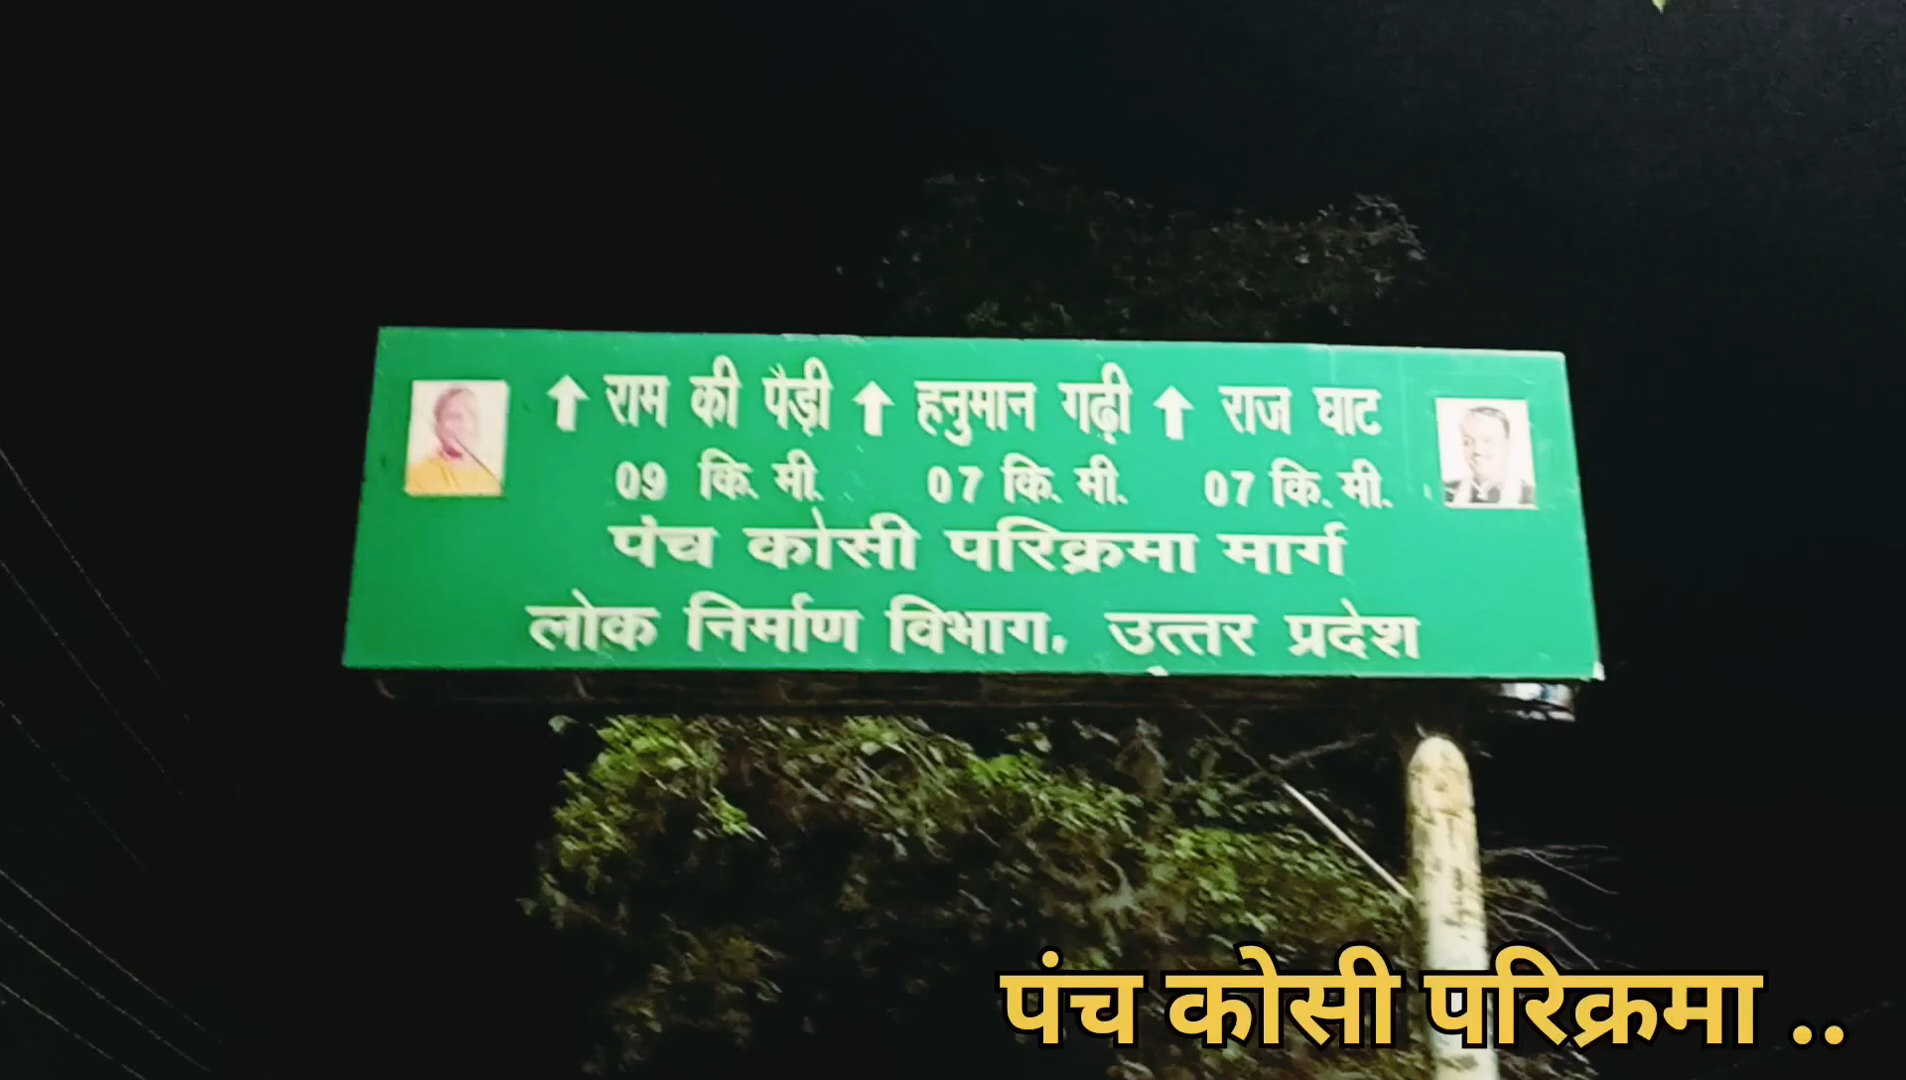 ↑ राम की पैड़ी ↑ हनुमान गढ़ी ↑ राज घाट
09 कि. मी. 07 कि. मी. 07 कि. मी.
पंच कोसी परिक्रमा मार्ग
लोक निर्माण विभाग, उत्तर प्रदेश
पंच कोसी परिक्रमा ..